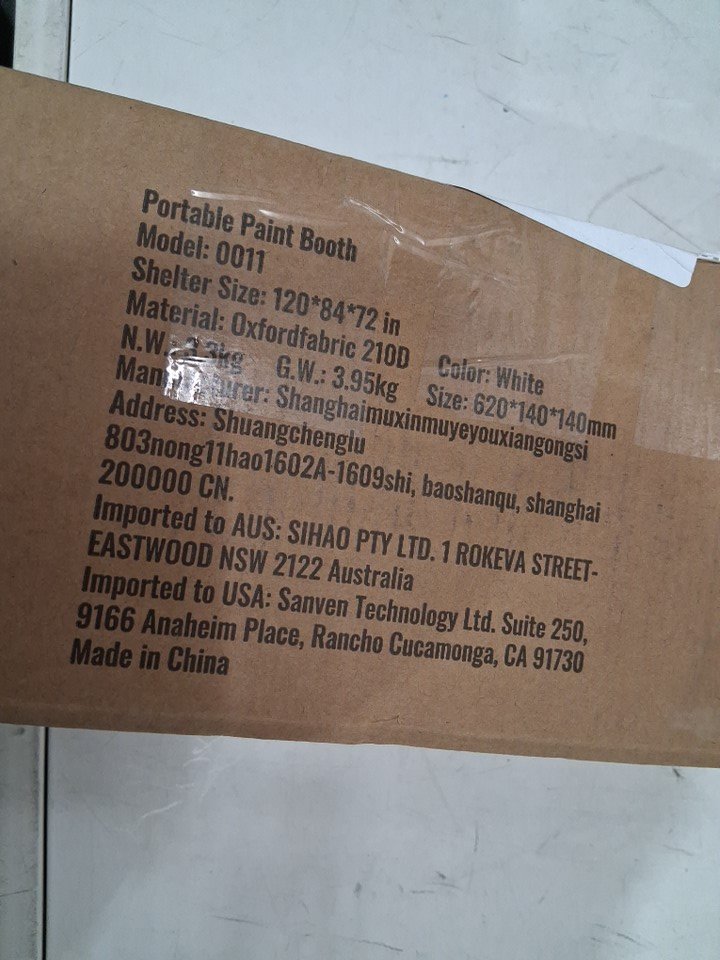 Portable Paint Booth
Model: 0011
Shelter Size: 120*84*72 in
Material: Oxfordfabric 210D Color: White
N.W.: 3kg G.W.: 3.95kg Size: 620*140*140mm
Shanghaimuxinmuyeyouxiangongsi
Address: Shuangchenglu
803nong11hao1602A-1609shi, baoshanqu, shanghai
200000 CN.
Imported to AUS: SIHAO PTY LTD. 1 ROKEVA STREET-
EASTWOOD NSW 2122 Australia
Imported to USA: Sanven Technology Ltd. Suite 250,
9166 Anaheim Place, Rancho Cucamonga, CA 91730
Made in China